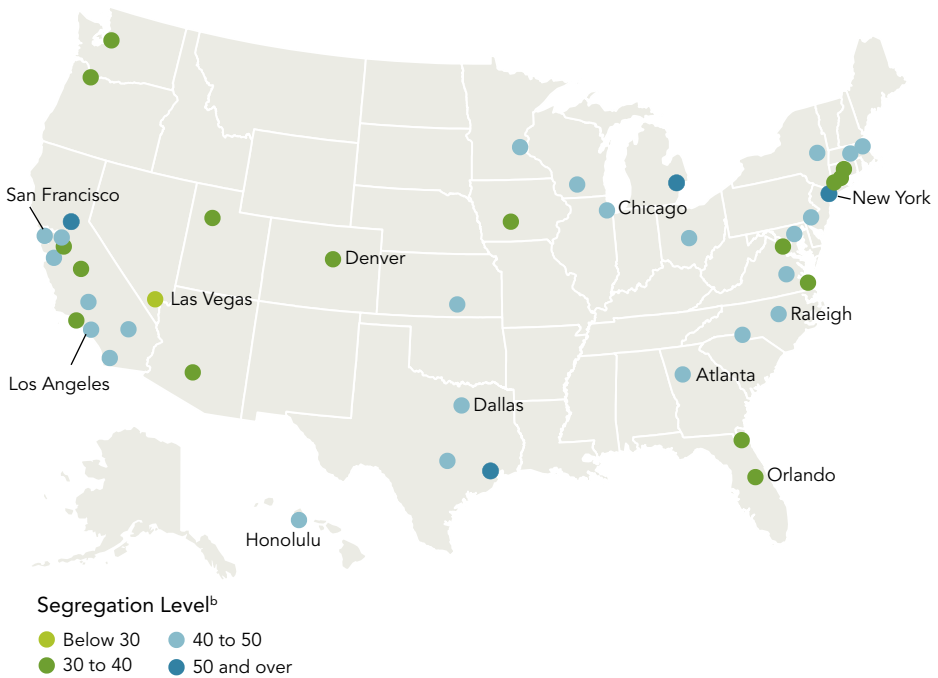 San Francisco
New York
Chicago
Denver
Las Vegas
Raleigh
Los Angeles
Atlanta
Dallas
Orlando
Honolulu
Segregation Levelᵇ
Below 30
40 to 50
30 to 40
50 and over